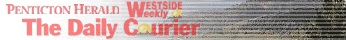 PENTICTON HERALD WESTSIDE
Weekly
The Daily Courier